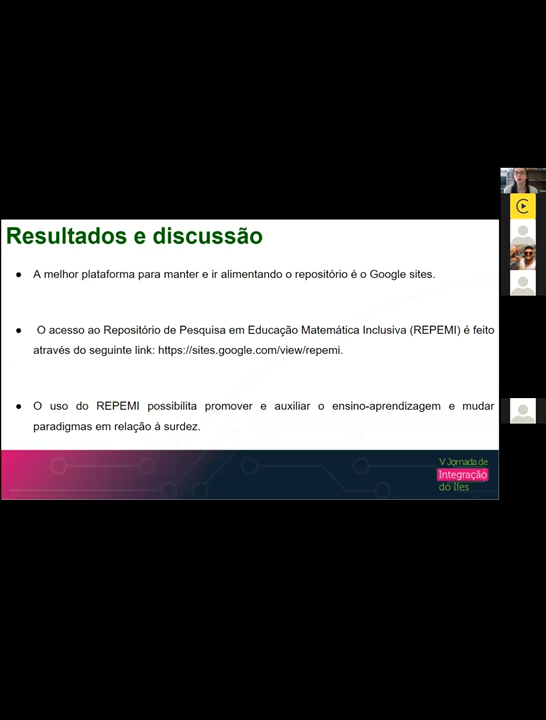 Resultados e discussão
● A melhor plataforma para manter e ir alimentando o repositório é o Google sites.
● O acesso ao Repositório de Pesquisa em Educação Matemática Inclusiva (REPEMI) é feito
através do seguinte link: https://sites.google.com/view/repemi.
● O uso do REPEMI possibilita promover e auxiliar o ensino-aprendizagem e mudar
paradigmas em relação à surdez.
V Jornada de
Integração
do Ifes